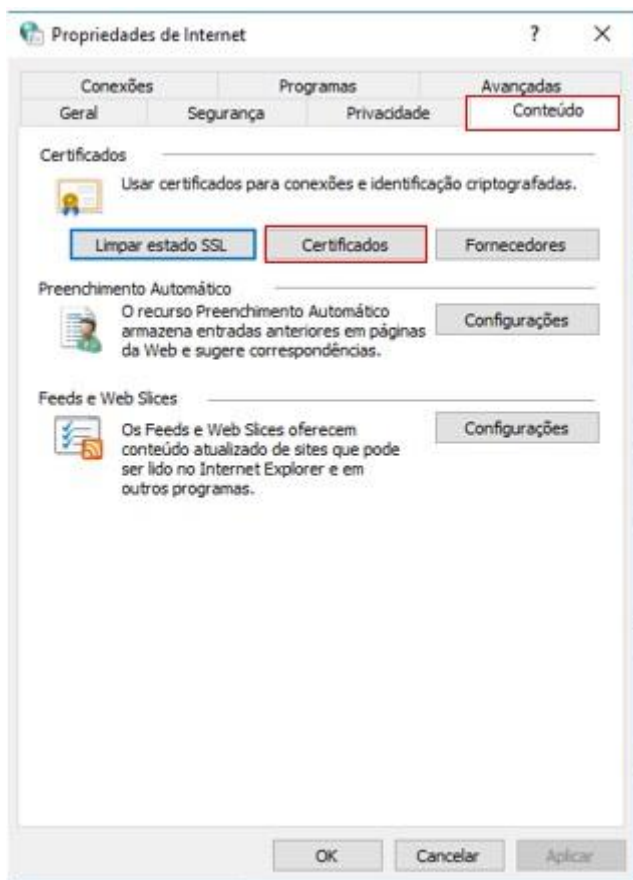 Propriedades de Internet ? X
Conexões Programas Avançadas
Geral Segurança Privacidade Conteúdo
Certificados
Usar certificados para conexões e identificação criptografadas.
Limpar estado SSL Certificados Fornecedores
Preenchimento Automático
O recurso Preenchimento Automático
armazena entradas anteriores em páginas
da Web e sugere correspondências.
Configurações
Feeds e Web Slices
Os Feeds e Web Slices oferecem
conteúdo atualizado de sites que pode
ser lido no Internet Explorer e em
outros programas.
Configurações
OK Cancelar Aplicar